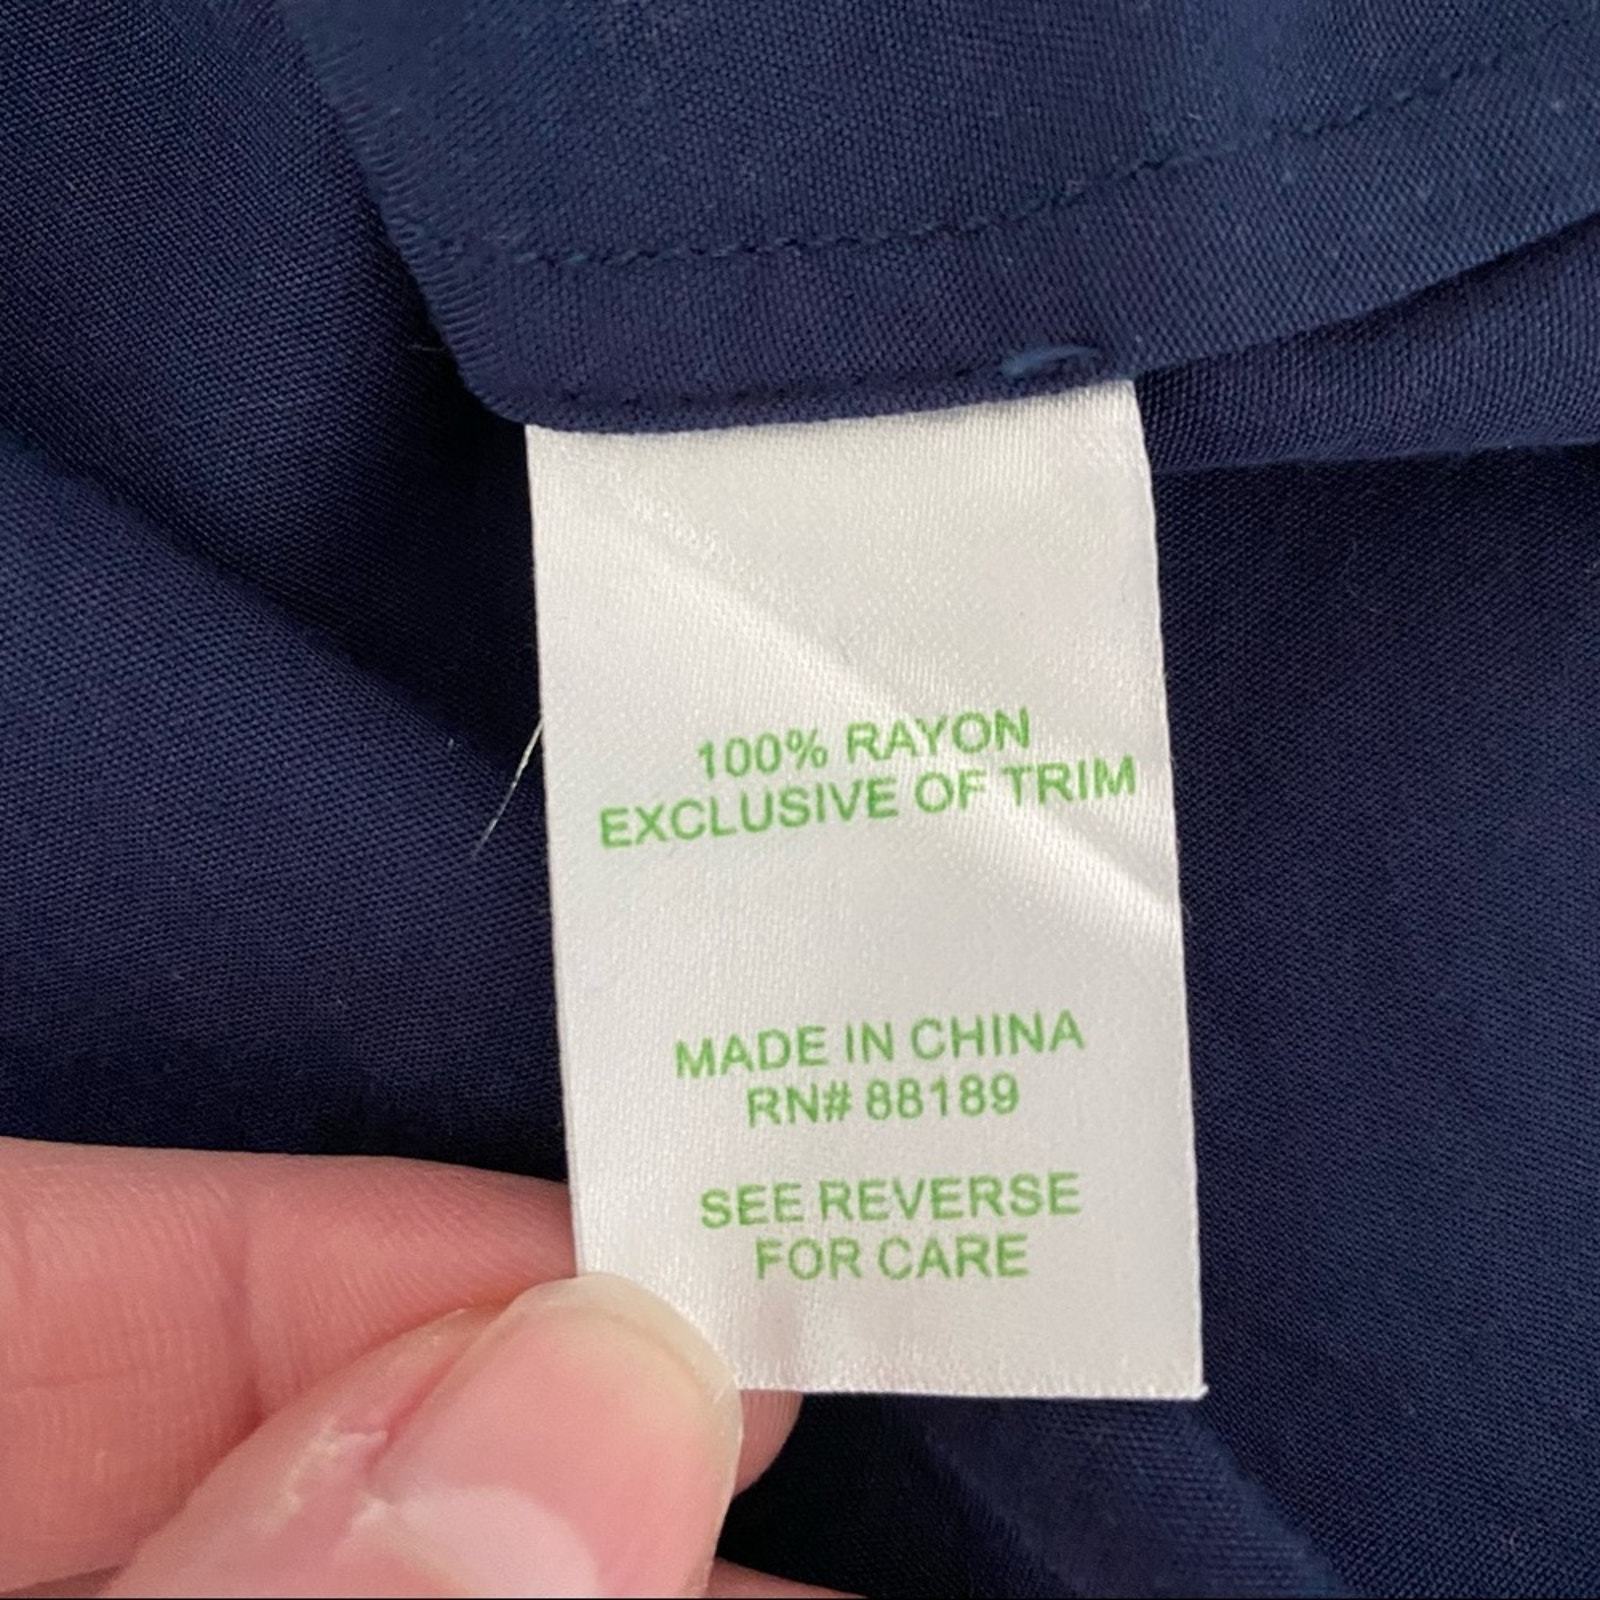 100% RAYON
EXCLUSIVE OF TRIM
MADE IN CHINA
RN# 88189
SEE REVERSE
FOR CARE